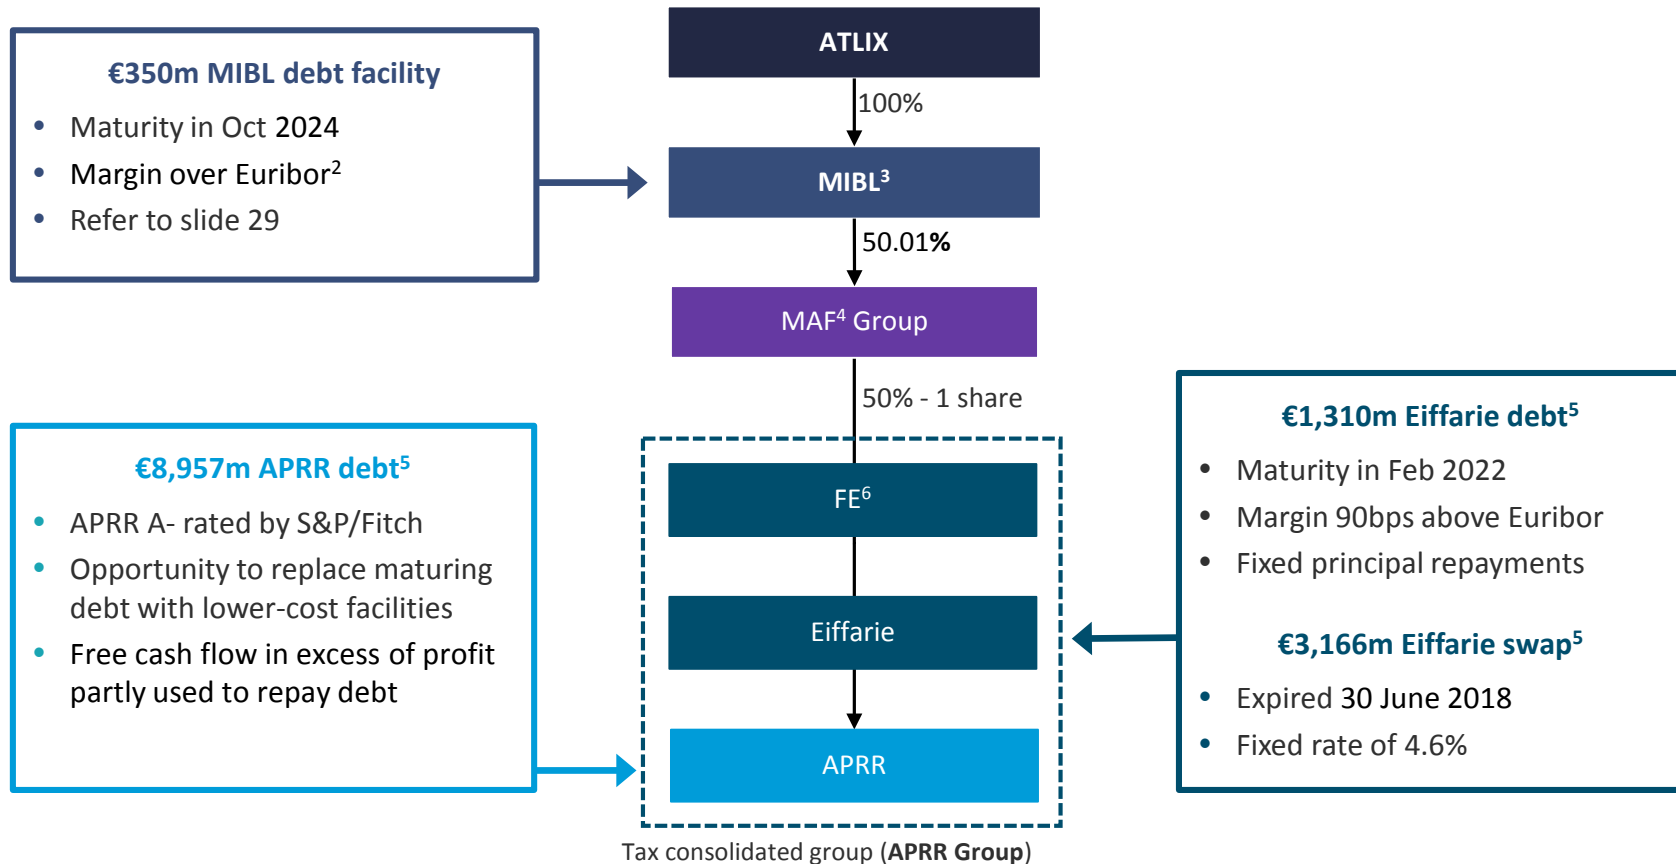 ATLIX
100%
€350m MIBL debt facility
• Maturity in Oct 2024
• Margin over Euribor²
• Refer to slide 29
MIBL³
50.01%
MAF⁴ Group
50% - 1 share
€8,957m APRR debt⁵
• APRR A- rated by S&P/Fitch
• Opportunity to replace maturing
debt with lower-cost facilities
• Free cash flow in excess of profit
partly used to repay debt
FE⁶
Eiffarie
APRR
Tax consolidated group (APRR Group)
€1,310m Eiffarie debt⁵
• Maturity in Feb 2022
• Margin 90bps above Euribor
• Fixed principal repayments
€3,166m Eiffarie swap⁵
• Expired 30 June 2018
• Fixed rate of 4.6%